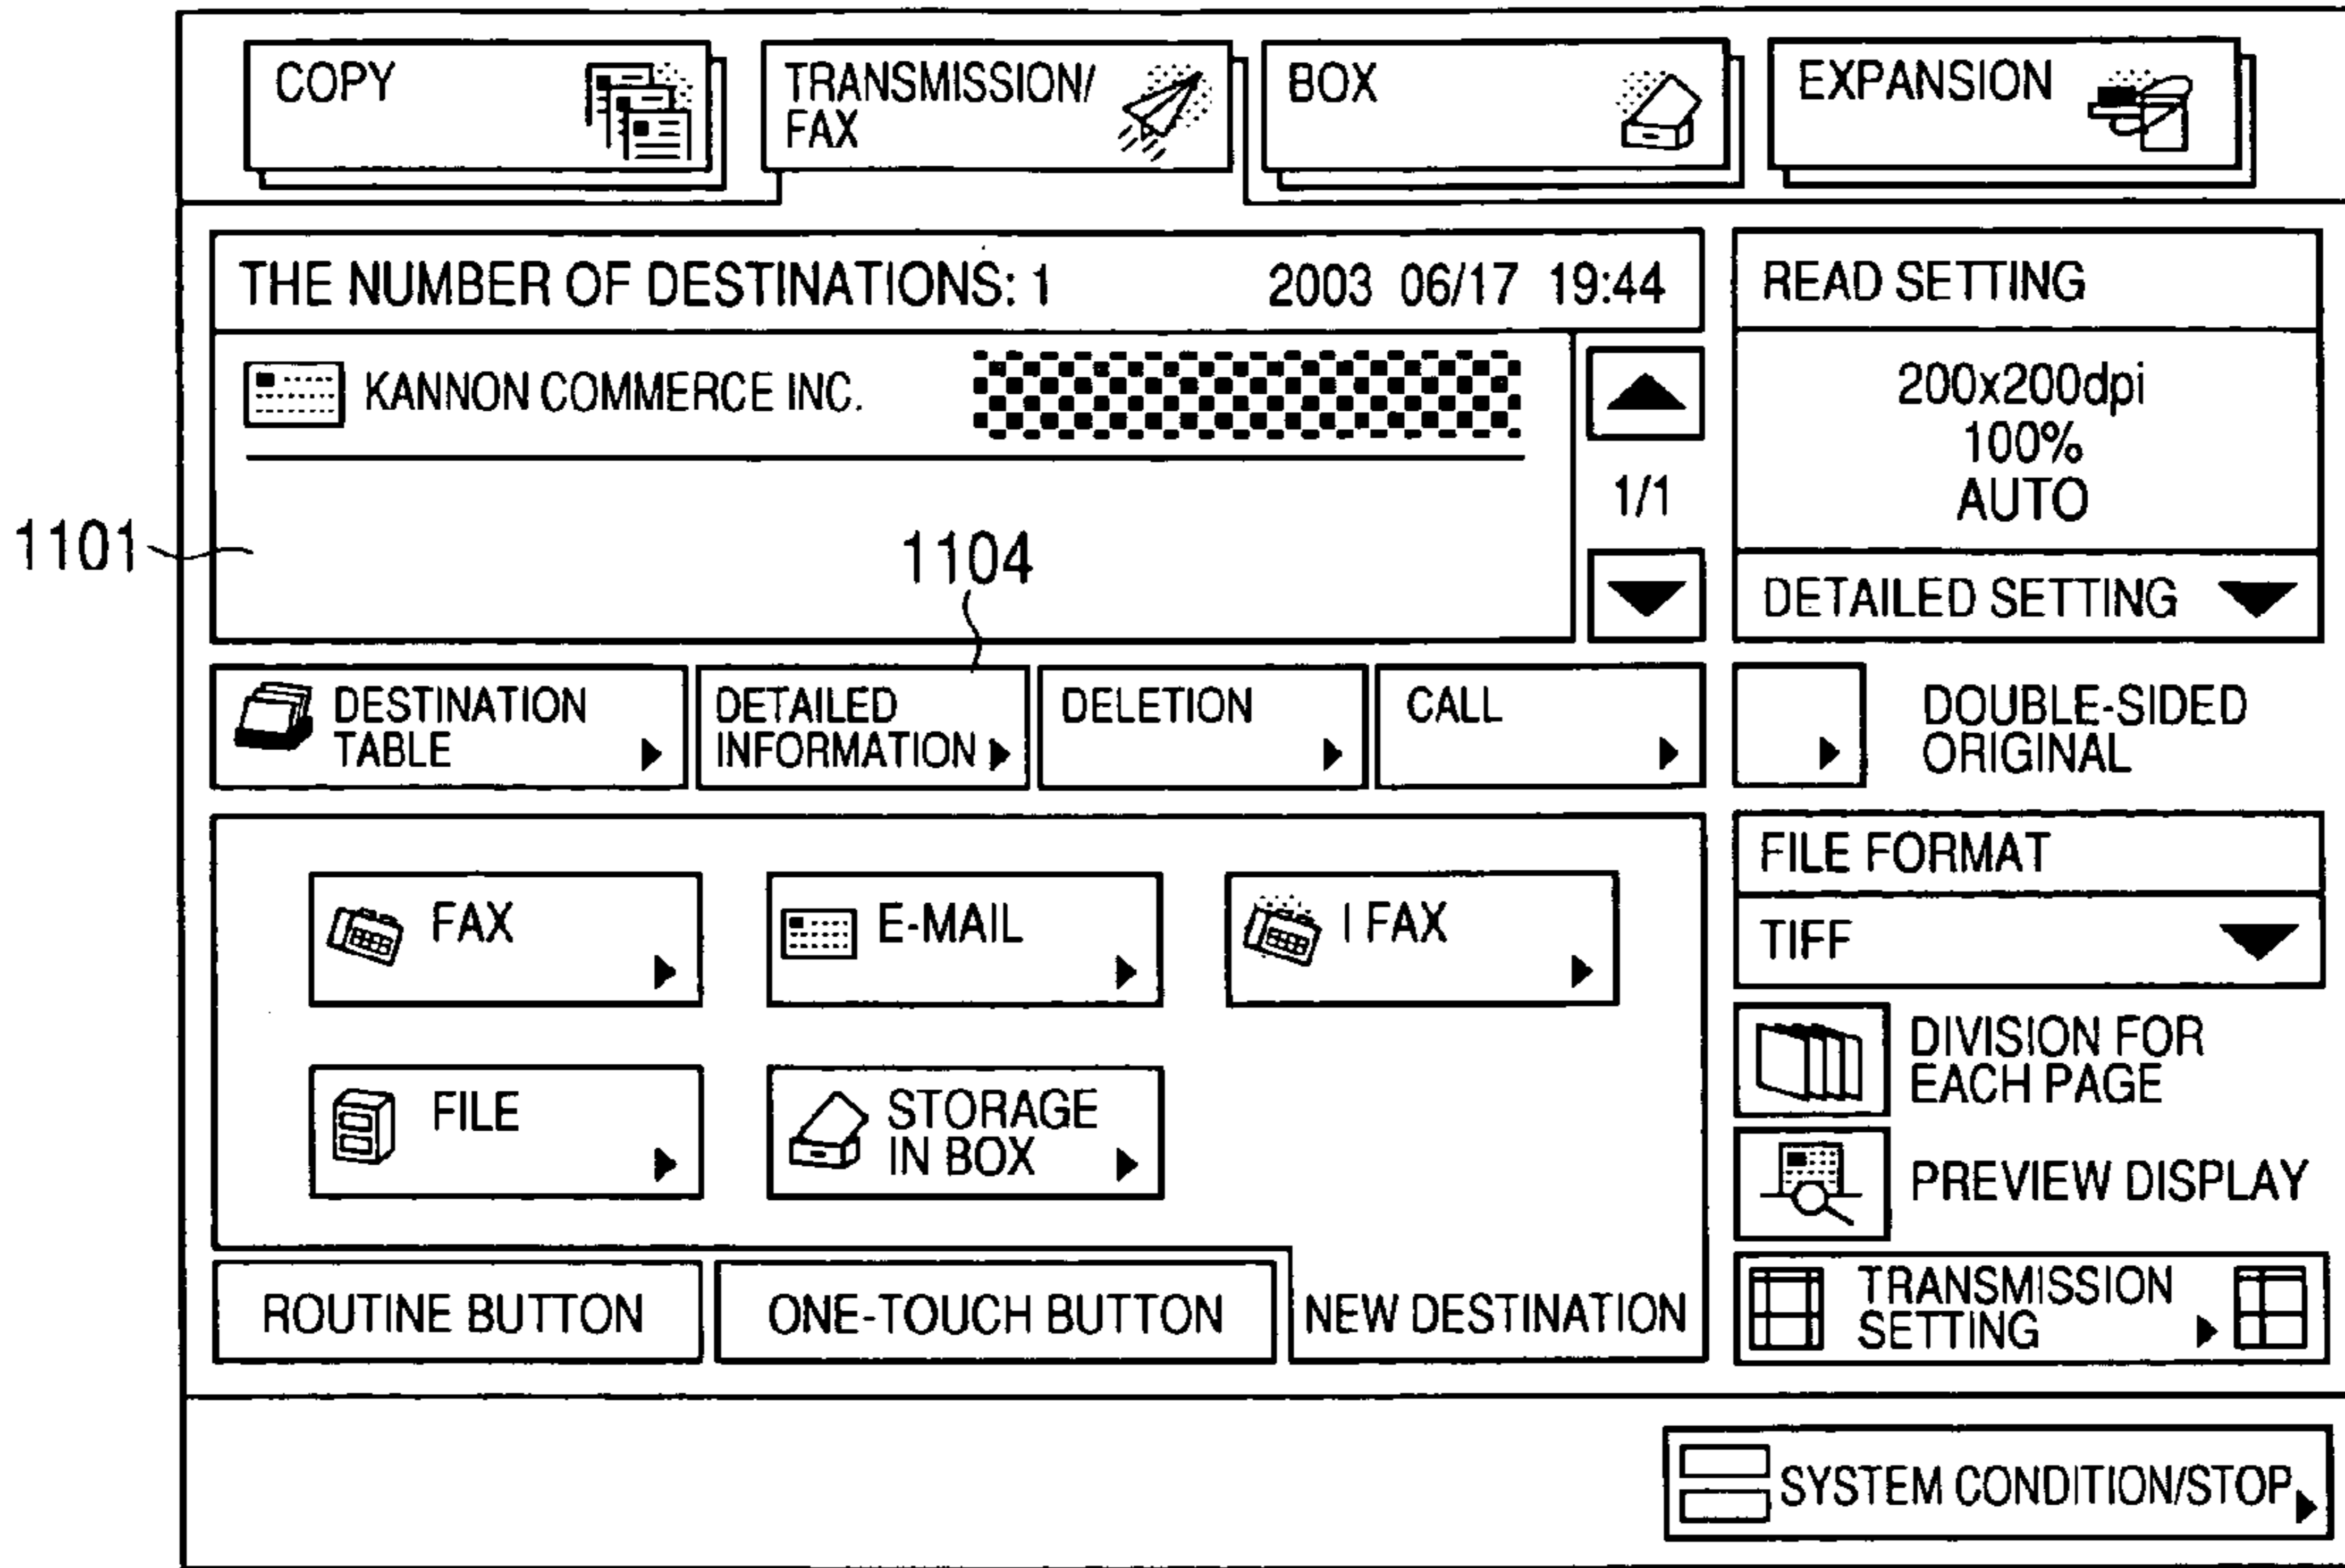 COPY
TRANSMISSION/
FAX
BOX
EXPANSION
THE NUMBER OF DESTINATIONS: 1 2003 06/17 19:44
KANNON COMMERCE INC.
1/1
1101
1104
READ SETTING
200x200dpi
100%
AUTO
DETAILED SETTING
DESTINATION
TABLE
DETAILED
INFORMATION
DELETION
CALL
DOUBLE-SIDED
ORIGINAL
FAX
E-MAIL
I FAX
FILE
STORAGE
IN BOX
FILE FORMAT
TIFF
DIVISION FOR
EACH PAGE
PREVIEW DISPLAY
ROUTINE BUTTON
ONE-TOUCH BUTTON
NEW DESTINATION
TRANSMISSION
SETTING
SYSTEM CONDITION/STOP